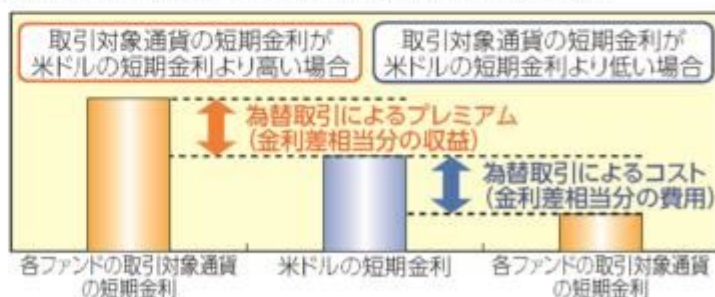 取引対象通貨の短期金利が
米ドルの短期金利より高い場合
取引対象通貨の短期金利が
米ドルの短期金利より低い場合
為替取引によるプレミアム
(金利差相当分の収益)
為替取引によるコスト
(金利差相当分の費用)
各ファンドの取引対象通貨
の短期金利
米ドルの短期金利
各ファンドの取引対象通貨
の短期金利